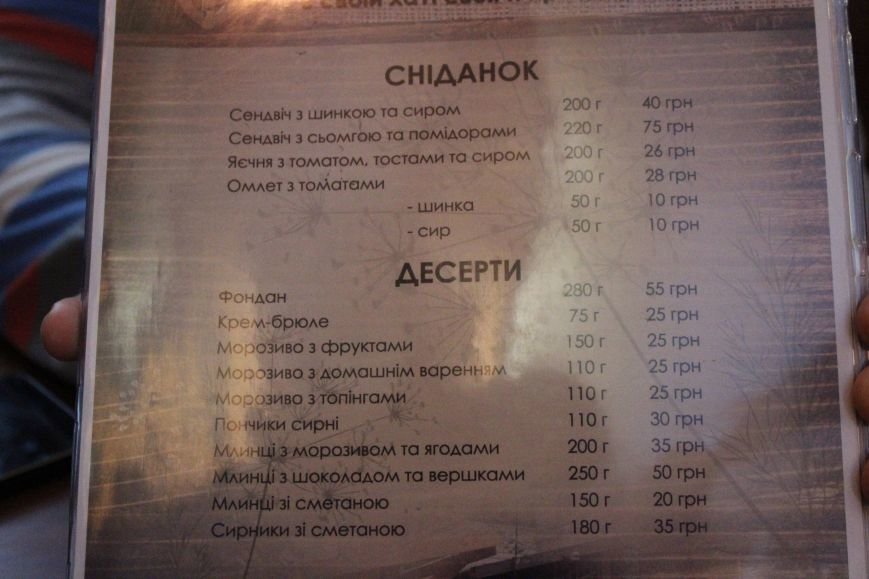 СНІДАНОК
Сендвіч з шинкою та сиром 200 г 40 грн
Сендвіч з сьомгою та помідорами 220 г 75 грн
Яєчня з томатом, тостами та сиром 200 г 26 грн
Омлет з томатами 200 г 28 грн
- шинка 50 г 10 грн
- сир 50 г 10 грн
ДЕСЕРТИ
Фондан 280 г 55 грн
Крем-брюле 75 г 25 грн
Морозиво з фруктами 150 г 25 грн
Морозиво з домашнім варенням 110 г 25 грн
Морозиво з топінгами 110 г 25 грн
Пончики сирні 110 г 30 грн
Млинці з морозивом та ягодами 200 г 35 грн
Млинці з шоколадом та вершками 250 г 50 грн
Млинці зі сметаною 150 г 20 грн
Сирники зі сметаною 180 г 35 грн